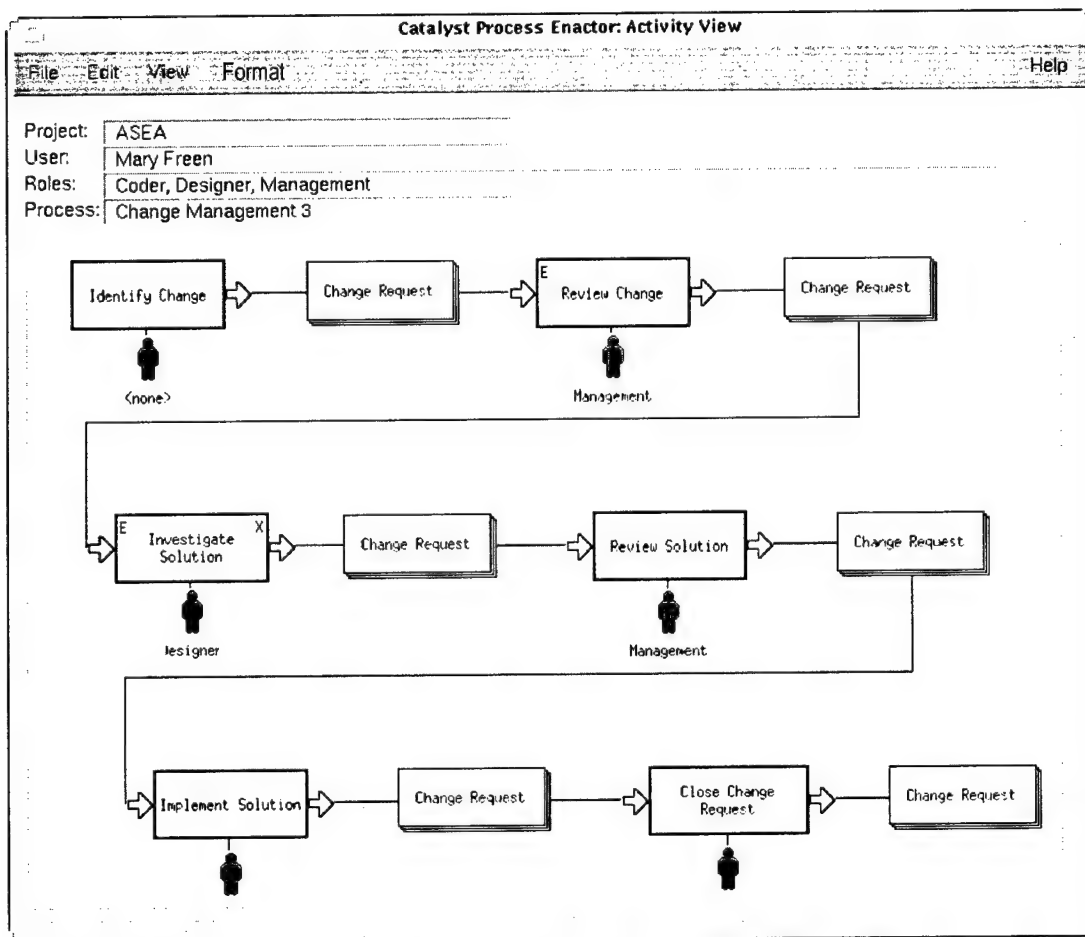 Catalyst Process Enactor: Activity View
File Edit View Format Help
Project: ASEA
User: Mary Freen
Roles: Coder, Designer, Management
Process: Change Management 3
Identify Change
Change Request
E
Review Change
Change Request
<none>
Management
E
X
Investigate
Solution
Change Request
Review Solution
Change Request
Designer
Management
Implement Solution
Change Request
Close Change
Request
Change Request